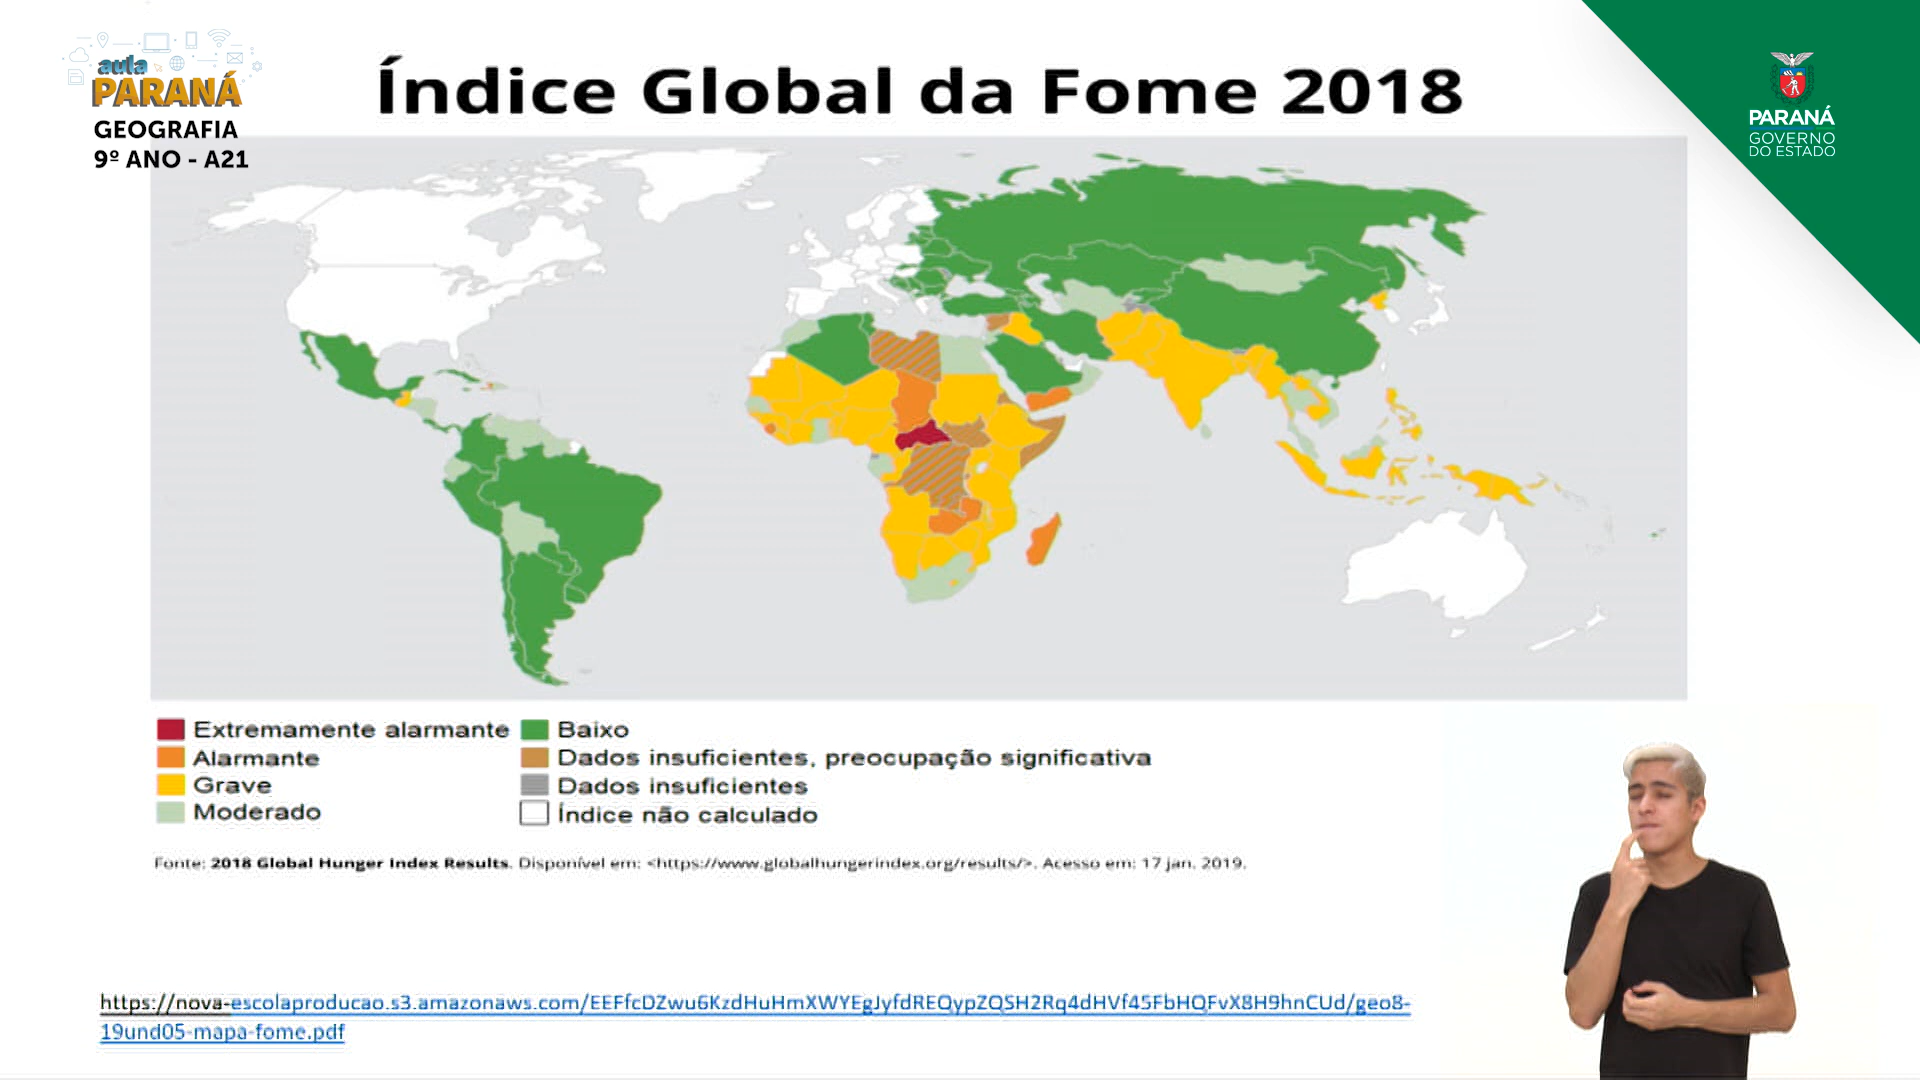 aula
PARANÁ
GEOGRAFIA
9º ANO - A21
Índice Global da Fome 2018
PARANÁ
GOVERNO
DO ESTADO
Extremamente alarmante
Alarmante
Grave
Moderado
Baixo
Dados insuficientes, preocupação significativa
Dados insuficientes
Índice não calculado
Fonte: 2018 Global Hunger Index Results. Disponível em: <https://www.globalhungerindex.org/results/>. Acesso em: 17 jan. 2019.
https://nova-escolaproducao.s3.amazonaws.com/EEFfcDZwu6KzdHuHmXWYEgJyfdREQypZQSH2Rq4dHVf45FbHQFvX8H9hnCUd/geo8-
19und05-mapa-fome.pdf